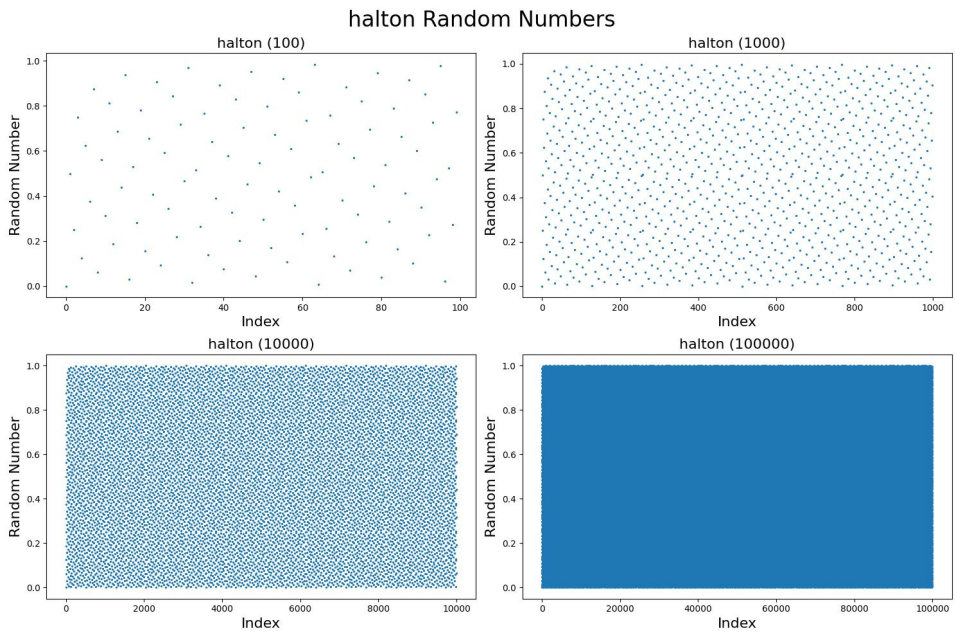 halton Random Numbers
halton (100)
1.0
0.8
0.6
0.4
0.2
0.0
Random Number
0 20 40 60 80 100
Index
halton (1000)
1.0
0.8
0.6
0.4
0.2
0.0
Random Number
0 200 400 600 800 1000
Index
halton (10000)
1.0
0.8
0.6
0.4
0.2
0.0
Random Number
0 2000 4000 6000 8000 10000
Index
halton (100000)
1.0
0.8
0.6
0.4
0.2
0.0
Random Number
0 20000 40000 60000 80000 100000
Index